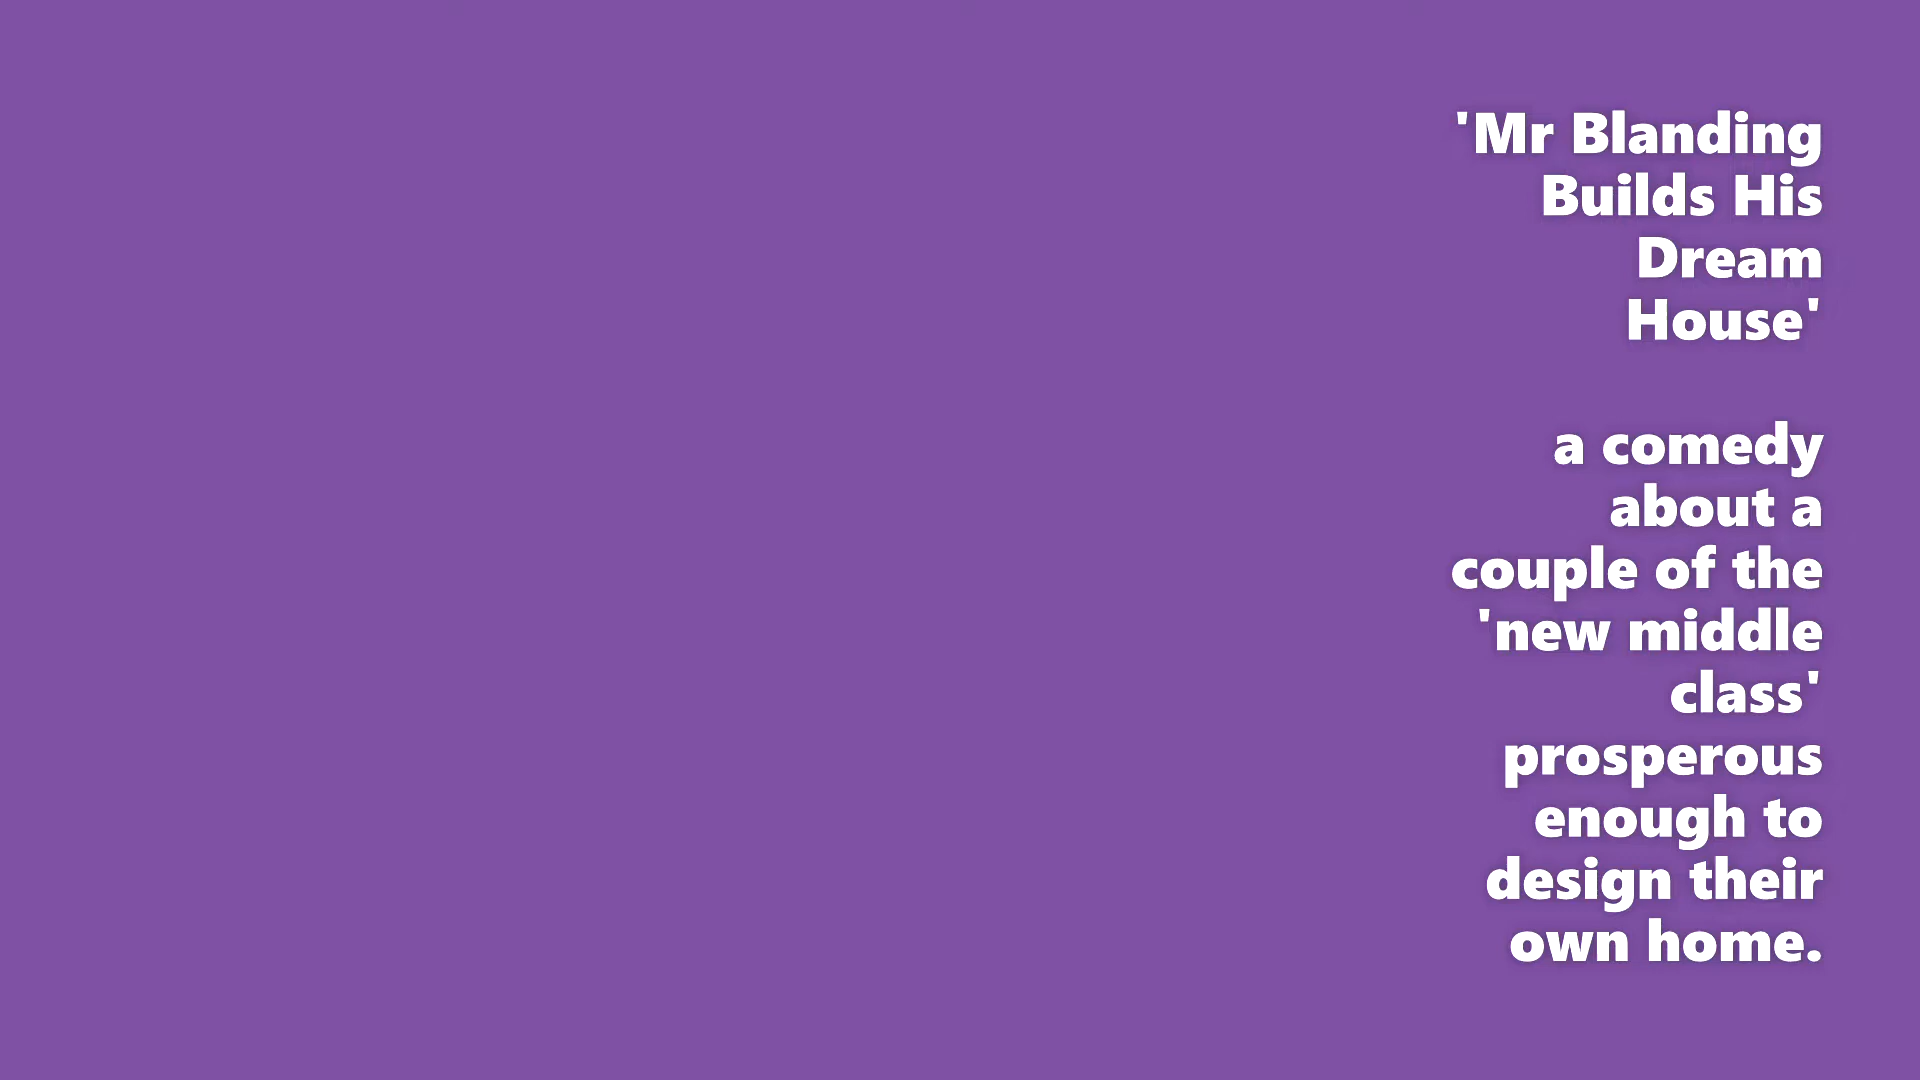 'Mr Blanding
Builds His
Dream
House'
a comedy
about a
couple of the
'new middle
class'
prosperous
enough to
design their
own home.